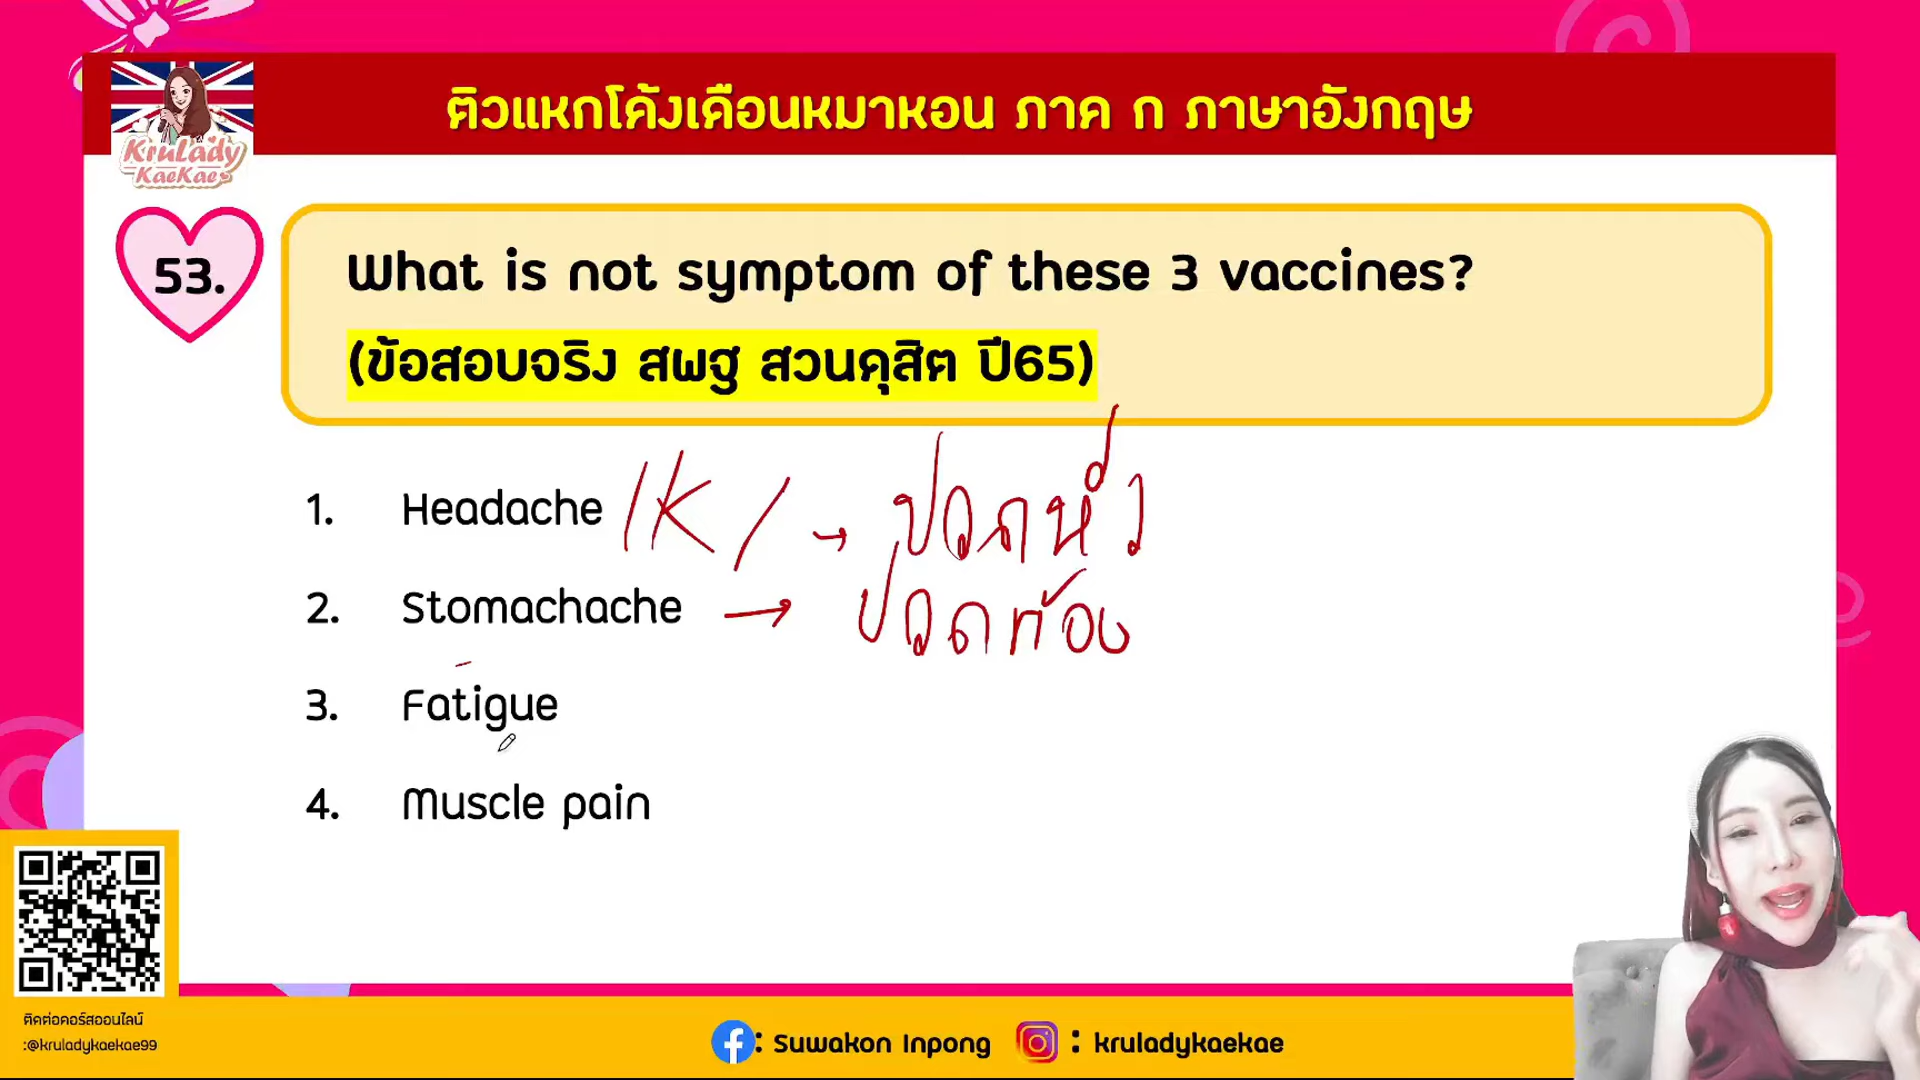 ติวแหกโค้งเดือนหมาหอน ภาค ก ภาษาอังกฤษ
KruLady
KaeKae
53.
What is not symptom of these 3 vaccines?
(ข้อสอบจริง สพฐ สวนดุสิต ปี65)
1. Headache /K/ → ปวดหัว
2. Stomachache → ปวดท้อง
3. Fatigue
4. Muscle pain
ติดต่อคอร์สออนไลน์
:@kruladykaekae99
: Suwakon Inpong : kruladykaekae